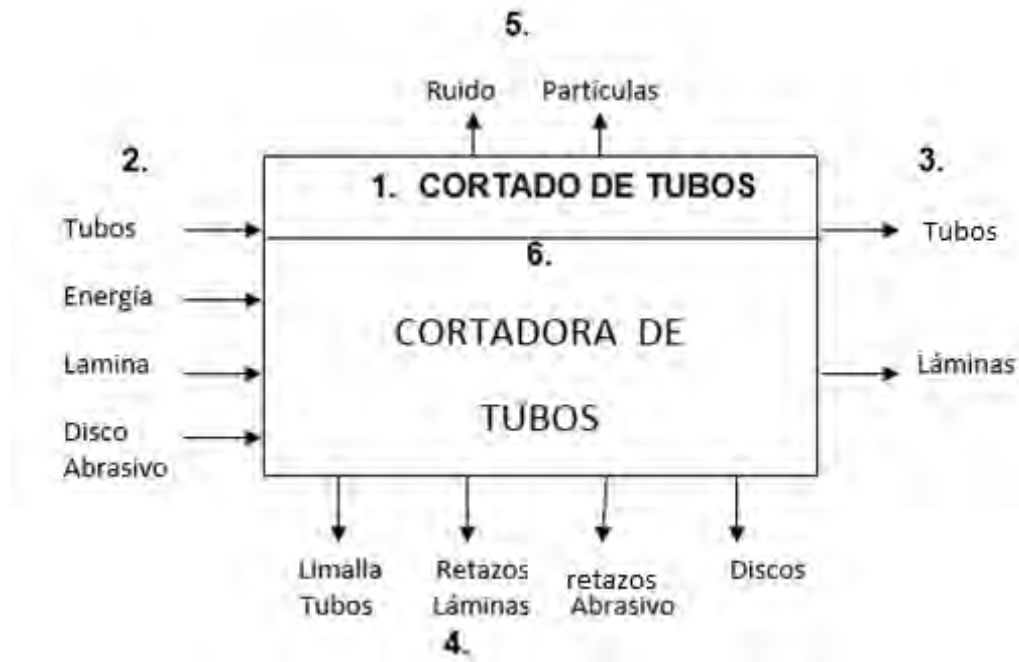 5.
Ruido Partículas
2. 3.
1. CORTADO DE TUBOS
Tubos Tubos
6.
Energía
CORTADORA DE
Lamina Láminas
TUBOS
Disco
Abrasivo
Limalla Retazos retazos Discos
Tubos Láminas Abrasivo
4.